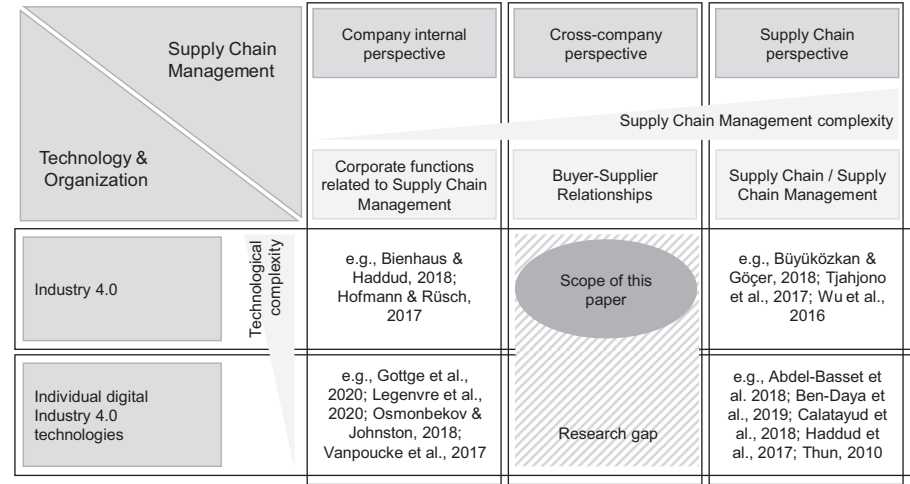 Supply Chain
Management
Technology &
Organization
Company internal
perspective
Cross-company
perspective
Supply Chain
perspective
Supply Chain Management complexity
Corporate functions
related to Supply Chain
Management
Buyer-Supplier
Relationships
Supply Chain / Supply
Chain Management
Industry 4.0
Technological
complexity
e.g., Bienhaus &
Haddud, 2018;
Hofmann & Rüsch,
2017
Scope of this
paper
e.g., Büyüközkan &
Göçer, 2018; Tjahjono
et al., 2017; Wu et al.,
2016
Individual digital
Industry 4.0
technologies
e.g., Gottge et al.,
2020; Legenvre et al.,
2020; Osmonbekov &
Johnston, 2018;
Vanpoucke et al., 2017
Research gap
e.g., Abdel-Basset et
al. 2018; Ben-Daya et
al., 2019; Calatayud et
al., 2018; Haddud et
al., 2017; Thun, 2010